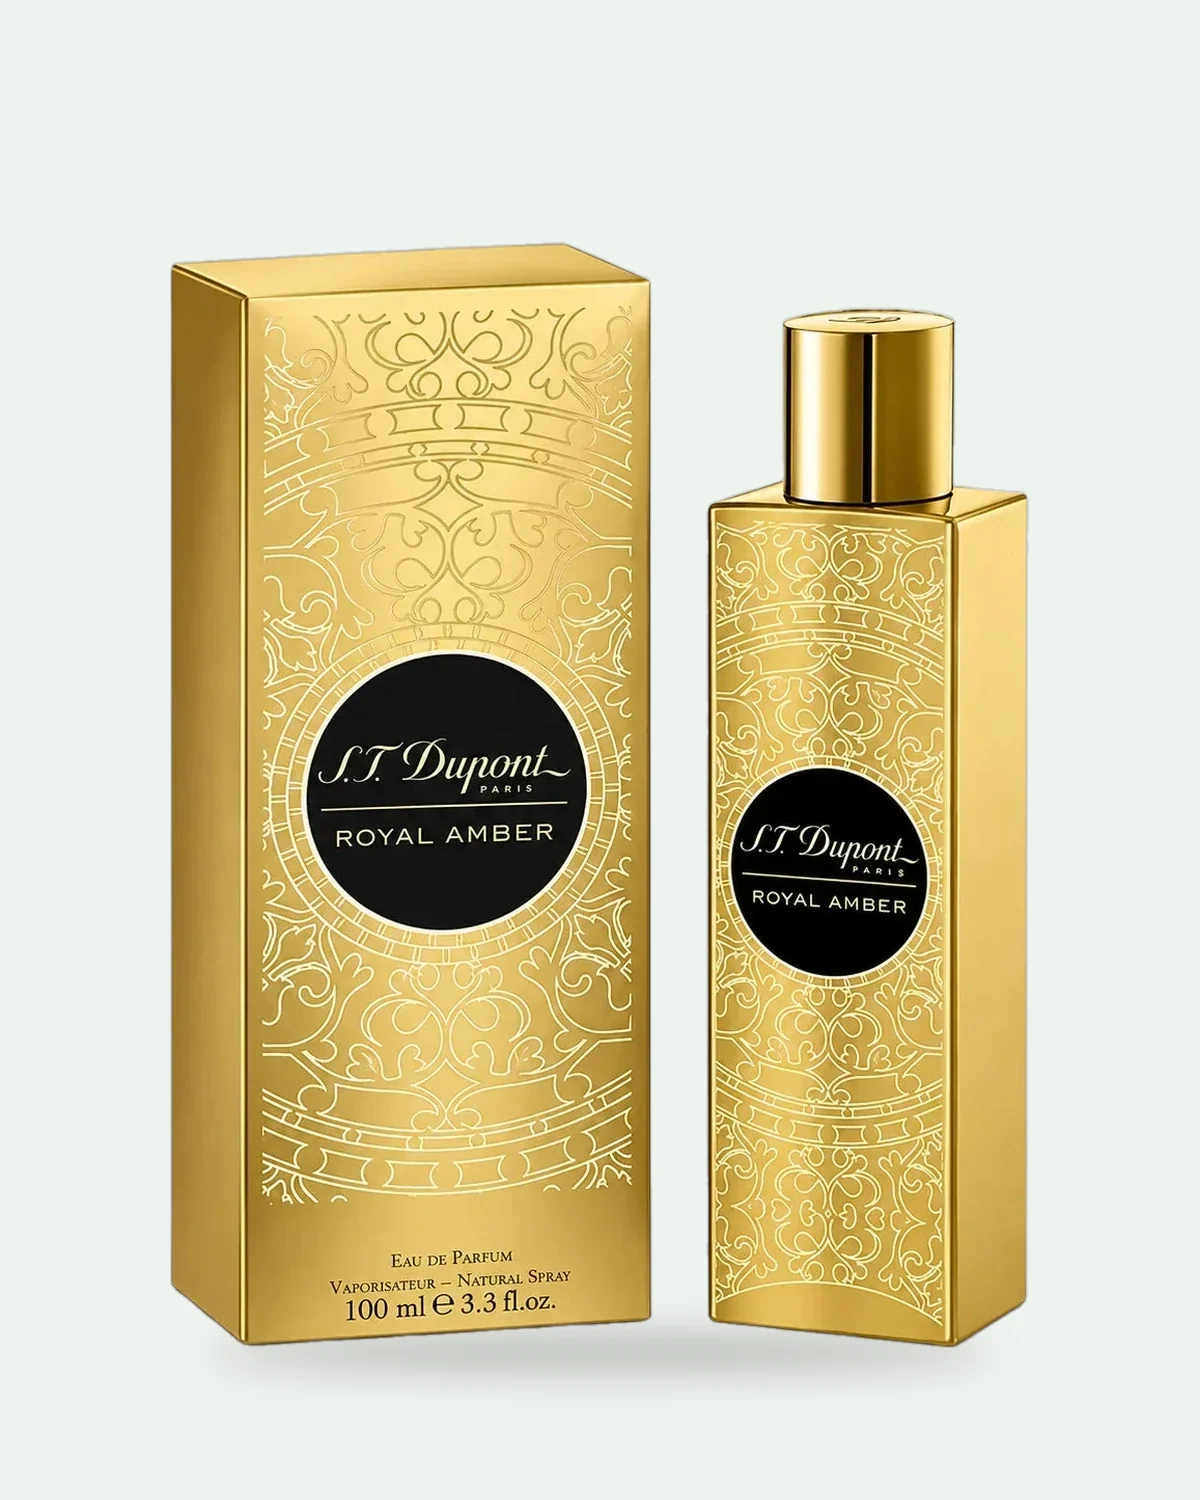 S.T. Dupont
PARIS
ROYAL AMBER
EAU DE PARFUM
VAPORISATEUR – NATURAL SPRAY
100 ml ℮ 3.3 fl.oz.
S.T. Dupont
PARIS
ROYAL AMBER